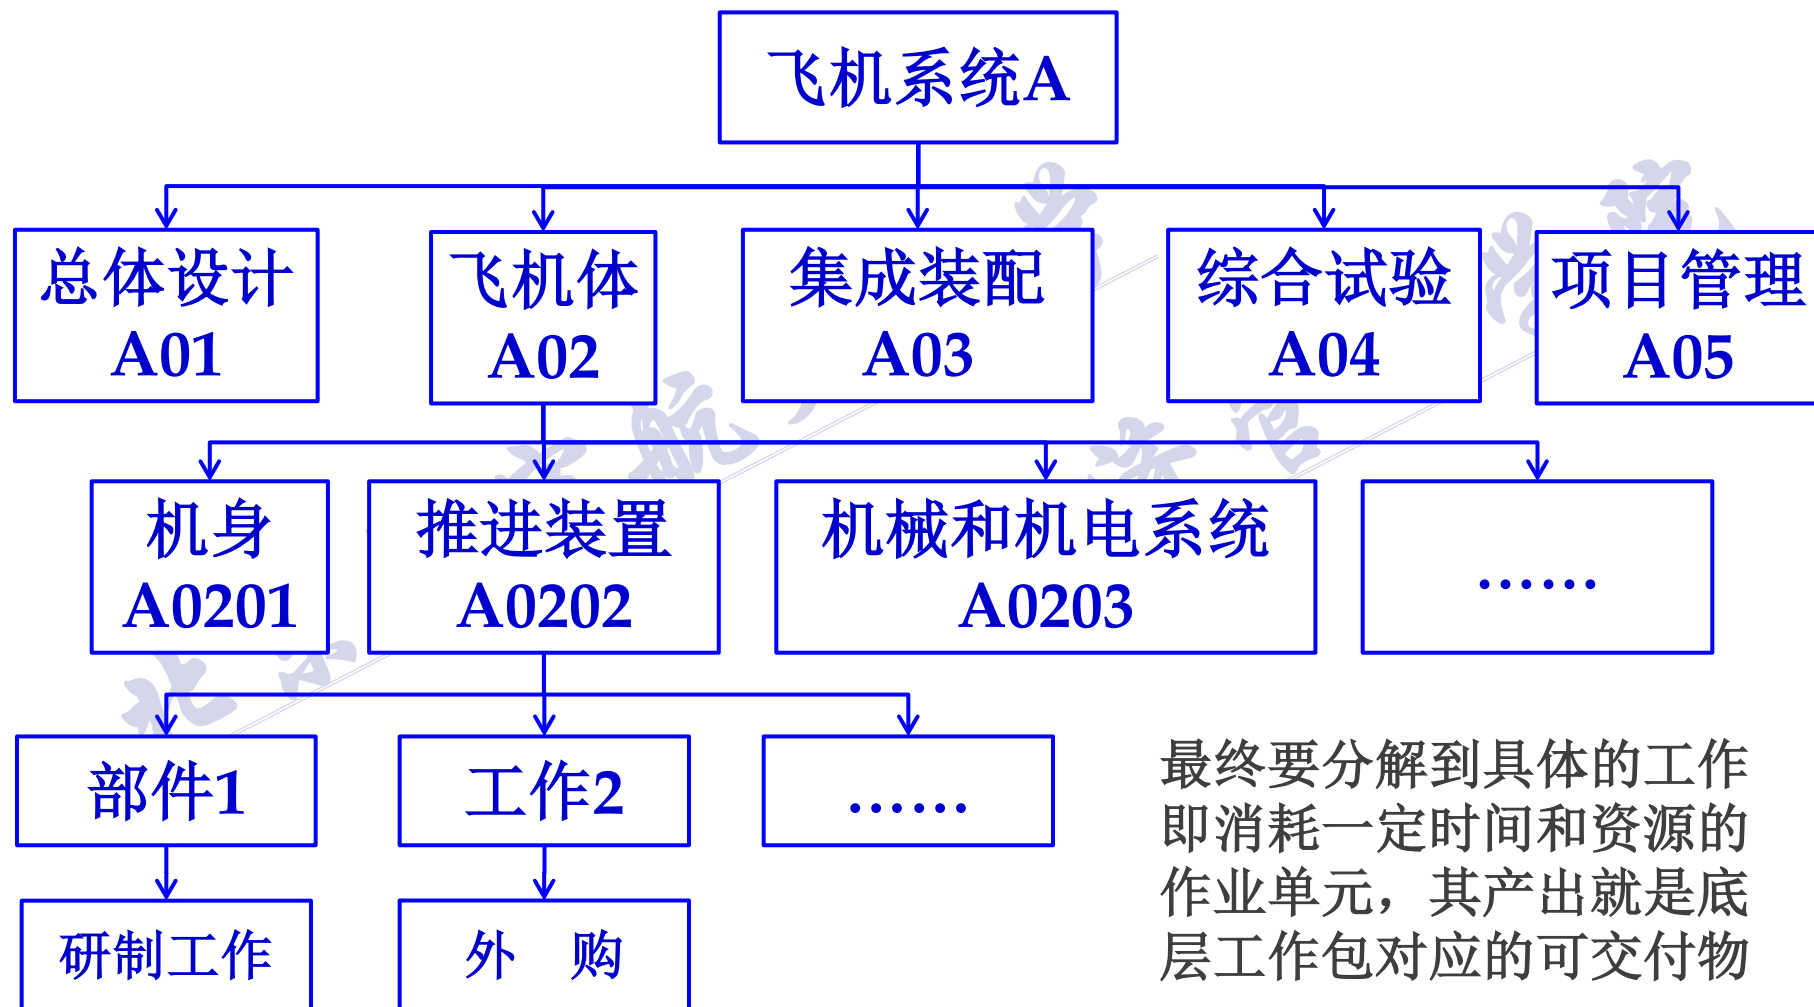 飞机系统A
总体设计
A01
飞机体
A02
集成装配
A03
综合试验
A04
项目管理
A05
机身
A0201
推进装置
A0202
机械和机电系统
A0203
……
部件1
工作2
……
研制工作
外 购
最终要分解到具体的工作
即消耗一定时间和资源的
作业单元，其产出就是底
层工作包对应的可交付物